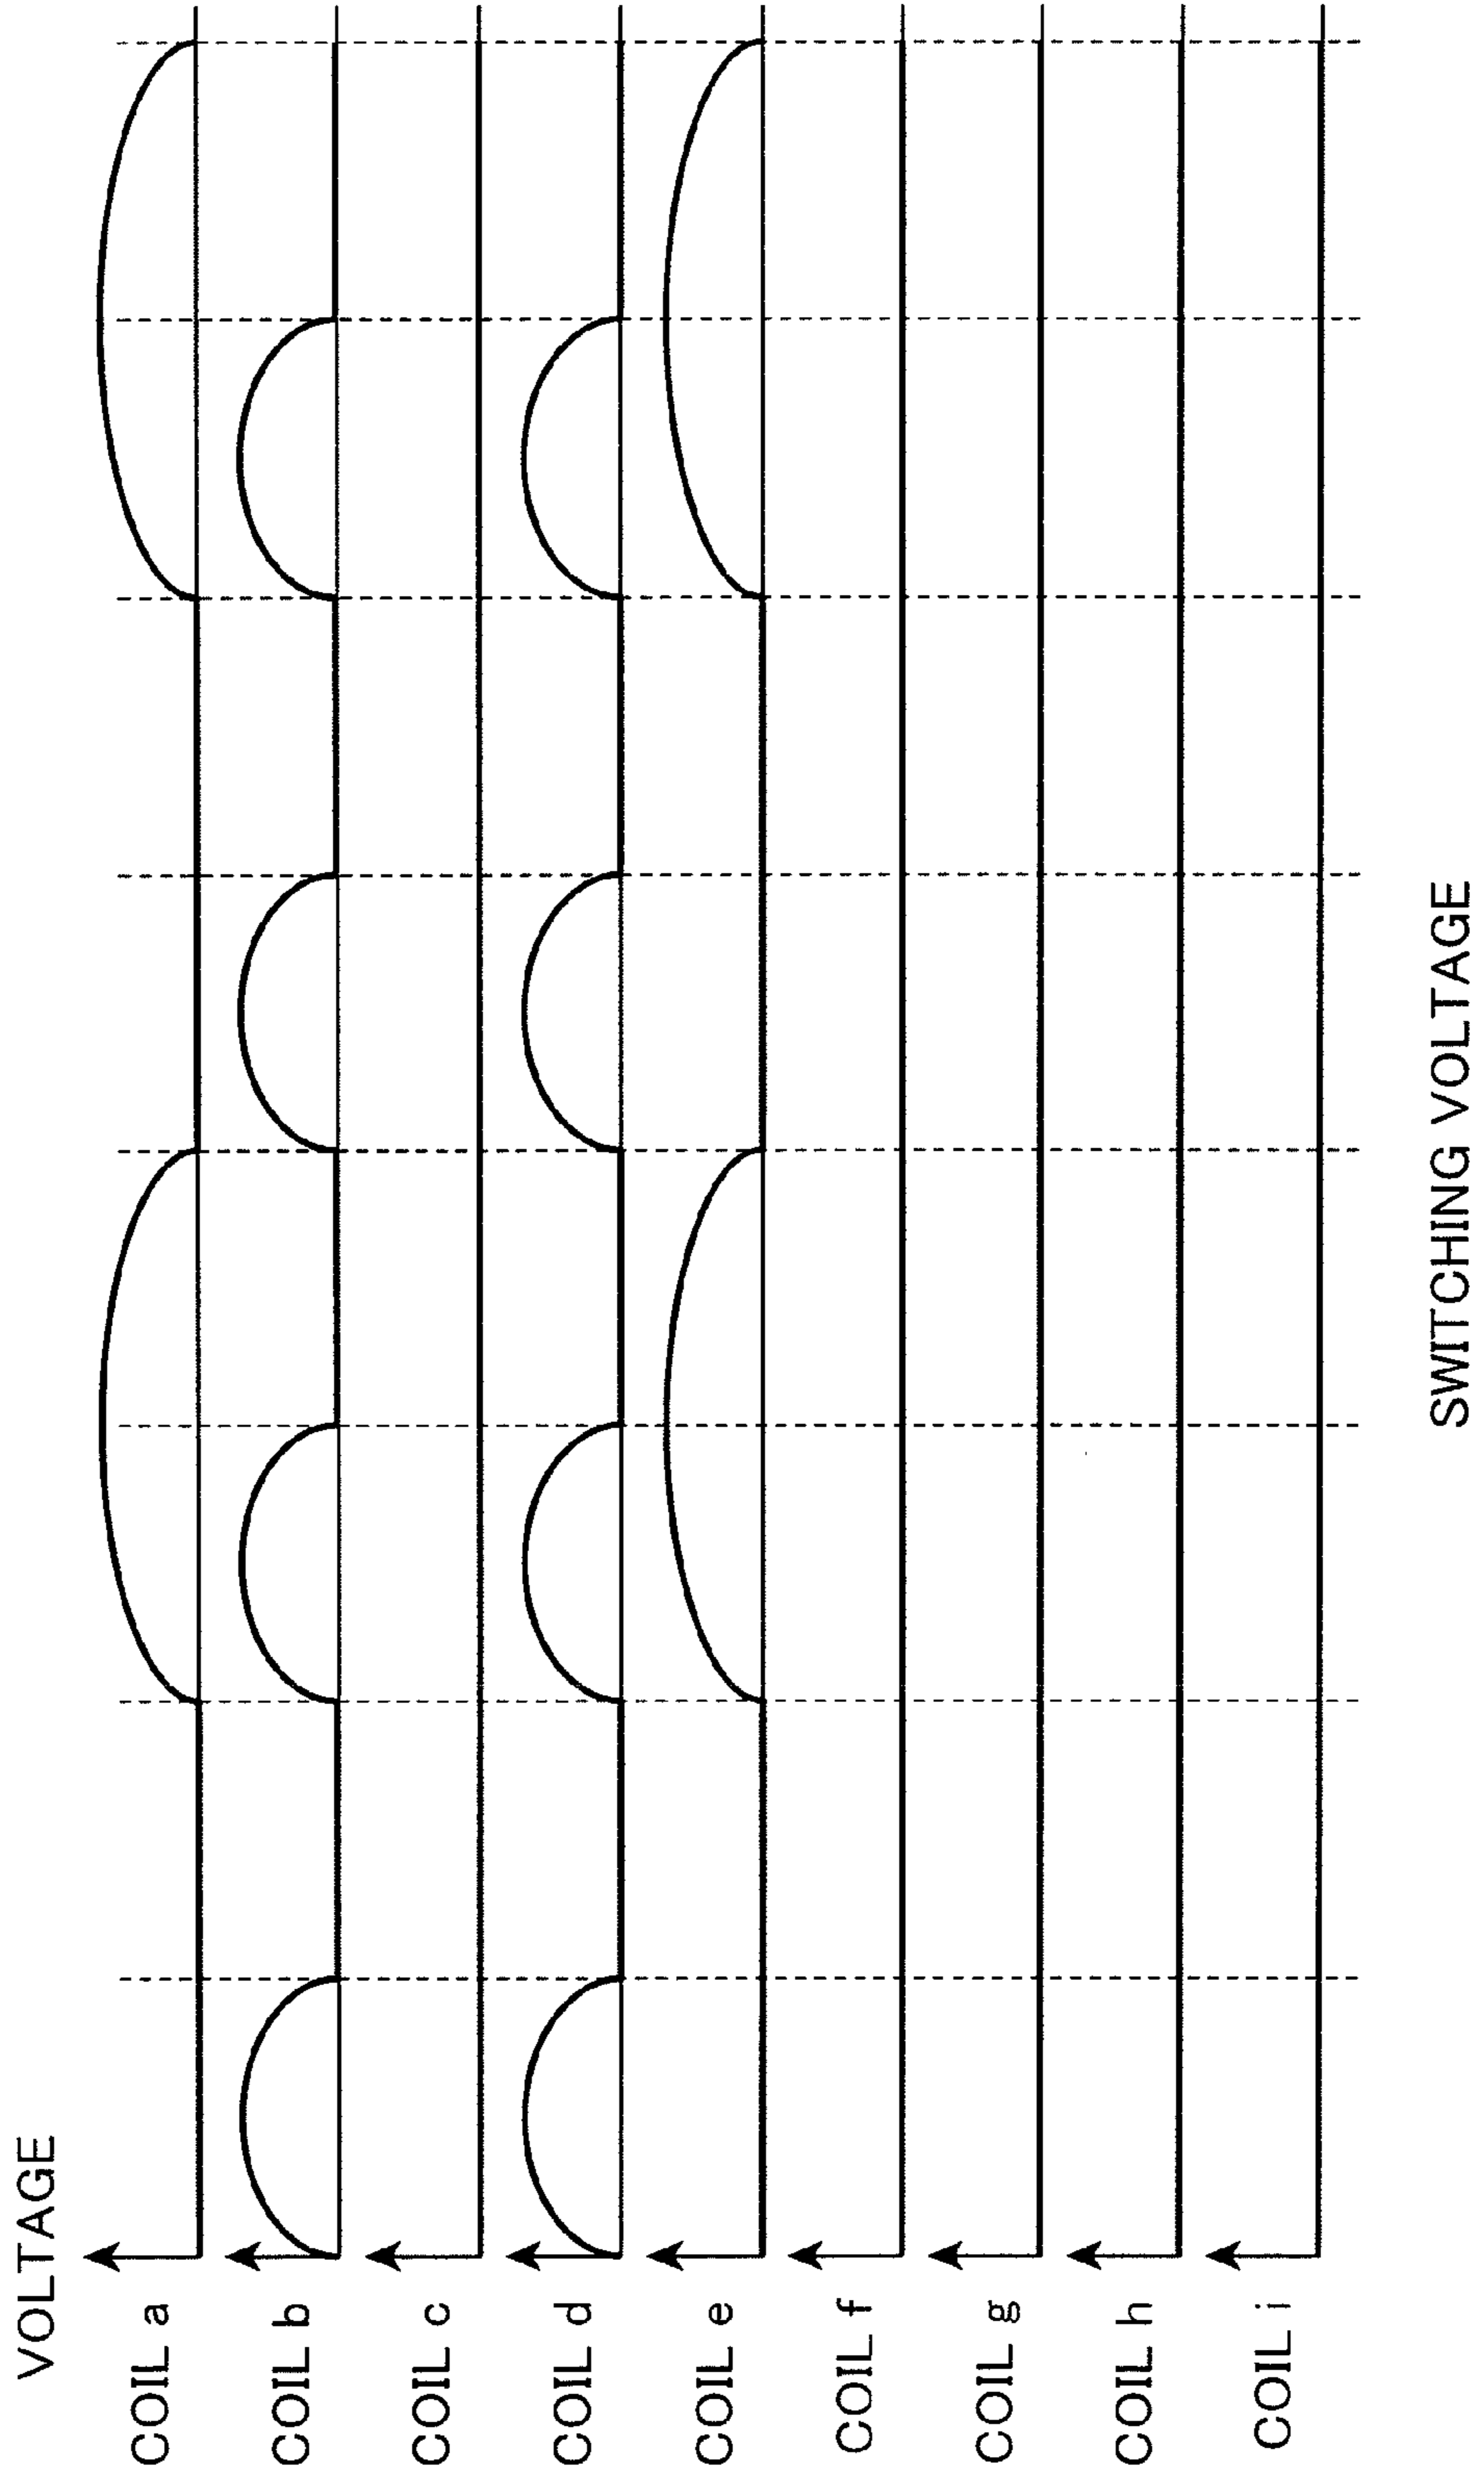 VOLTAGE
COIL a
COIL b
COIL c
COIL d
COIL e
COIL f
COIL g
COIL h
COIL i
SWITCHING VOLTAGE